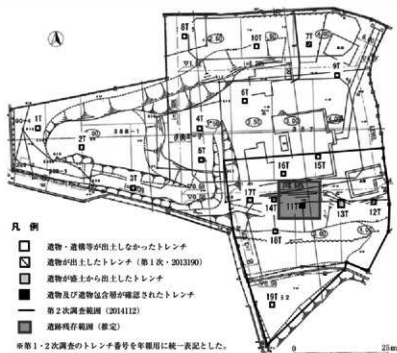 8T
10T
7T
9T
6T
1T
2T
4T
5T
3T
16T
15T
17T
14T
11T
13T
12T
18T
19T
凡 例
遺物・遺構等が出土しなかったトレンチ
遺物が出土したトレンチ（第1次・2013190）
遺物が盛土から出土したトレンチ
遺物及び遺物包含層が確認されたトレンチ
第2次調査範囲（2014112）
遺跡残存範囲（推定）
※第1・2次調査のトレンチ番号を年報用に統一表記とした。
0 25m